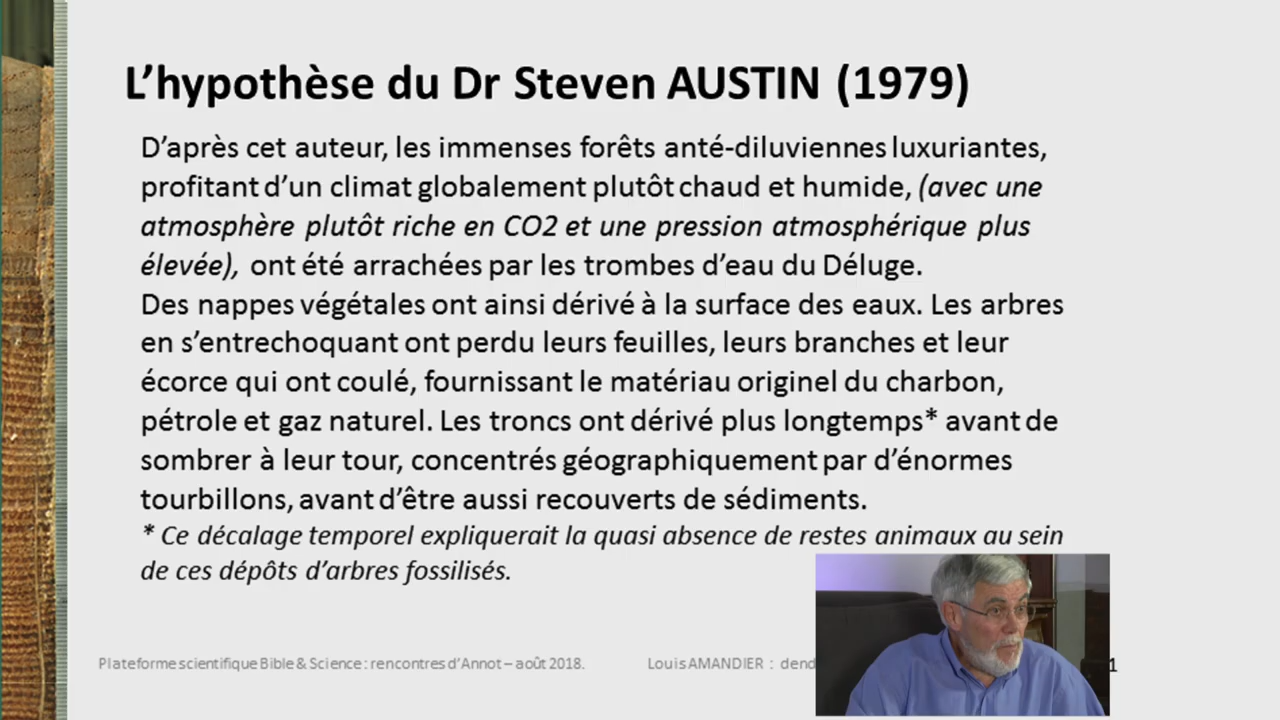 L’hypothèse du Dr Steven AUSTIN (1979)
D’après cet auteur, les immenses forêts anté-diluviennes luxuriantes,
profitant d’un climat globalement plutôt chaud et humide, (avec une
atmosphère plutôt riche en CO2 et une pression atmosphérique plus
élevée), ont été arrachées par les trombes d’eau du Déluge.
Des nappes végétales ont ainsi dérivé à la surface des eaux. Les arbres
en s’entrechoquant ont perdu leurs feuilles, leurs branches et leur
écorce qui ont coulé, fournissant le matériau originel du charbon,
pétrole et gaz naturel. Les troncs ont dérivé plus longtemps* avant de
sombrer à leur tour, concentrés géographiquement par d’énormes
tourbillons, avant d’être aussi recouverts de sédiments.
* Ce décalage temporel expliquerait la quasi absence de restes animaux au sein
de ces dépôts d’arbres fossilisés.
Plateforme scientifique Bible & Science : rencontres d’Annot – août 2018.
Louis AMANDIER : dend
1